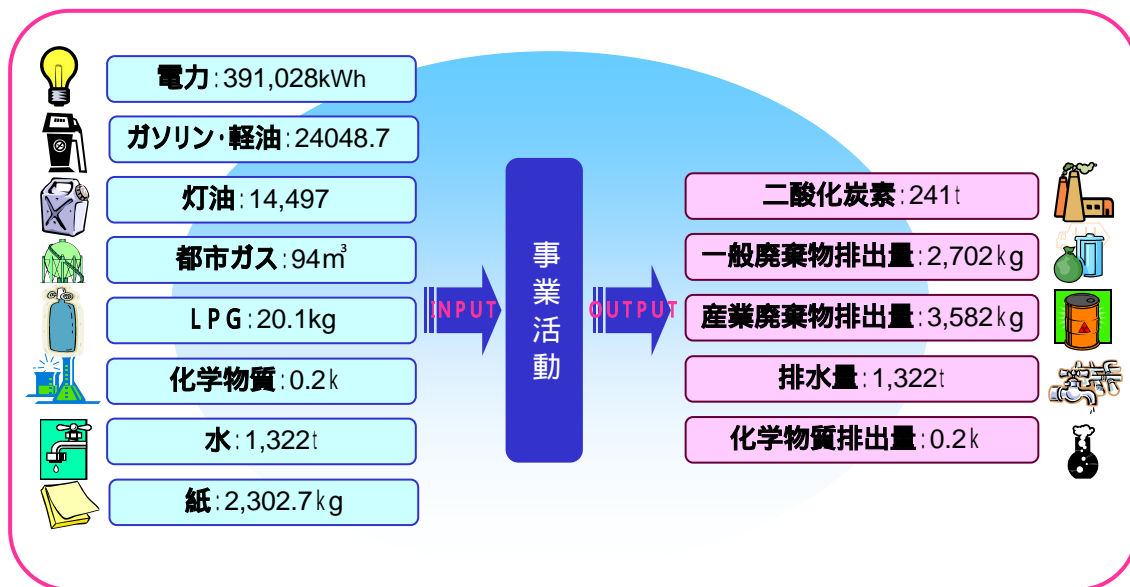 電力:391,028kWh
ガソリン・軽油:24048.7
灯油:14,497
都市ガス:94㎥
LPG:20.1kg
化学物質:0.2k
水:1,322t
紙:2,302.7kg
INPUT
事業活動
OUTPUT
二酸化炭素:241t
一般廃棄物排出量:2,702kg
産業廃棄物排出量:3,582kg
排水量:1,322t
化学物質排出量:0.2k